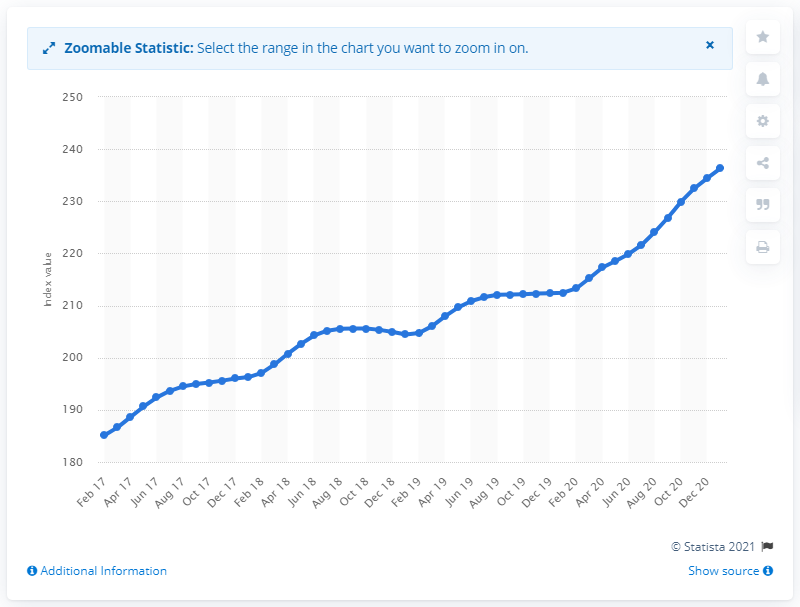 Zoomable Statistic: Select the range in the chart you want to zoom in on.
250
240
230
220
210
200
190
180
Index value
Feb 17
Apr 17
Jun 17
Aug 17
Oct 17
Dec 17
Feb 18
Apr 18
Jun 18
Aug 18
Oct 18
Dec 18
Feb 19
Apr 19
Jun 19
Aug 19
Oct 19
Dec 19
Feb 20
Apr 20
Jun 20
Aug 20
Oct 20
Dec 20
© Statista 2021
Additional Information
Show source